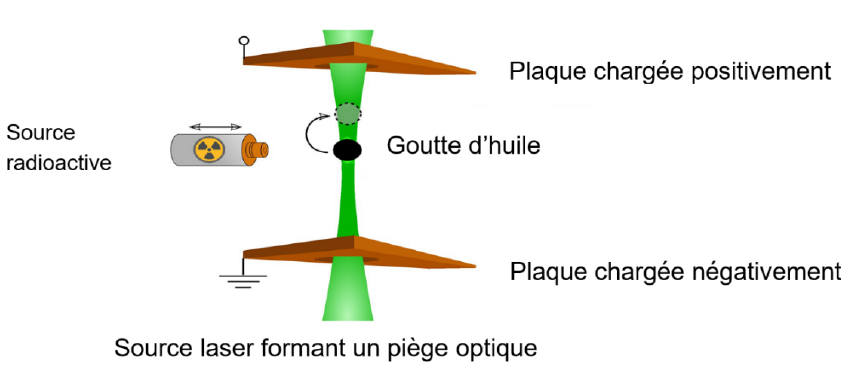 Plaque chargée positivement
Source
radioactive
Goutte d'huile
Plaque chargée négativement
Source laser formant un piège optique